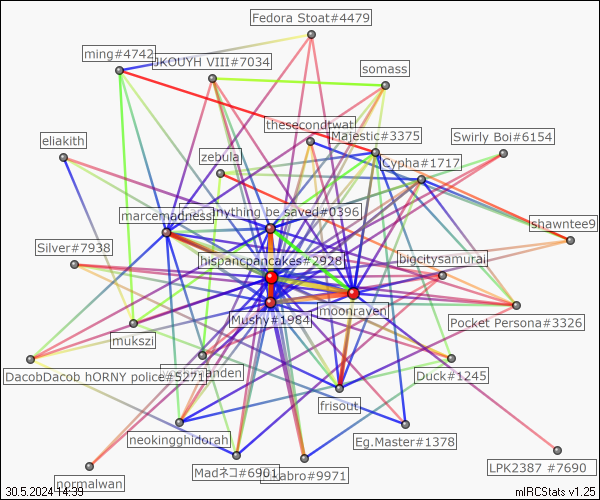 Fedora Stoat#4479
ming#4742
JKOUYH VIII#7034
somass
thesecondtwat
Majestic#3375
Swirly Boi#6154
eliakith
zebula
Cypha#1717
marcemadness
nything be saved#0396
shawntee9
Silver#7938
hispancpancakes#2928
bigcitysamurai
moonraven
Mushy#1984
Pocket Persona#3326
mukszi
DacobDacob hORNY police#5271
anden
Duck#1245
frisout
neokingghidorah
Eg.Master#1378
Madネコ#6901
abro#9971
LPK2387 #7690
normalwan
30.5.2024 14:39
mIRCStats v1.25